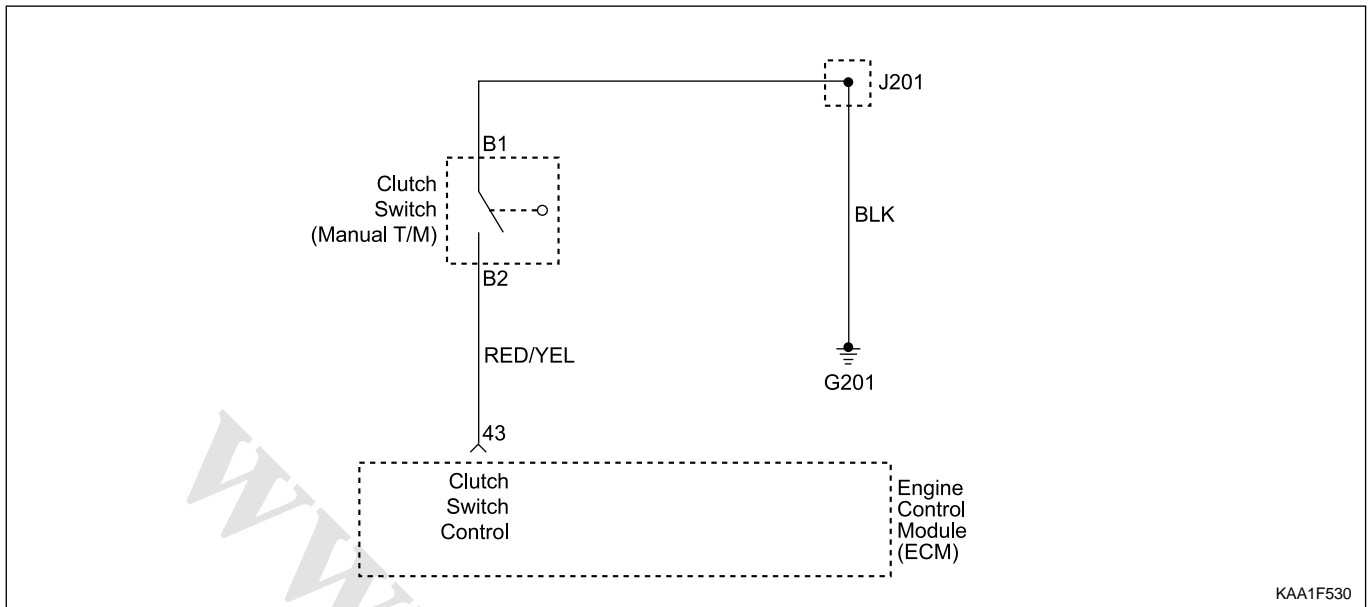 J201
B1
Clutch
Switch
(Manual T/M)
BLK
B2
RED/YEL
G201
43
Clutch
Switch
Control
Engine
Control
Module
(ECM)
KAA1F530